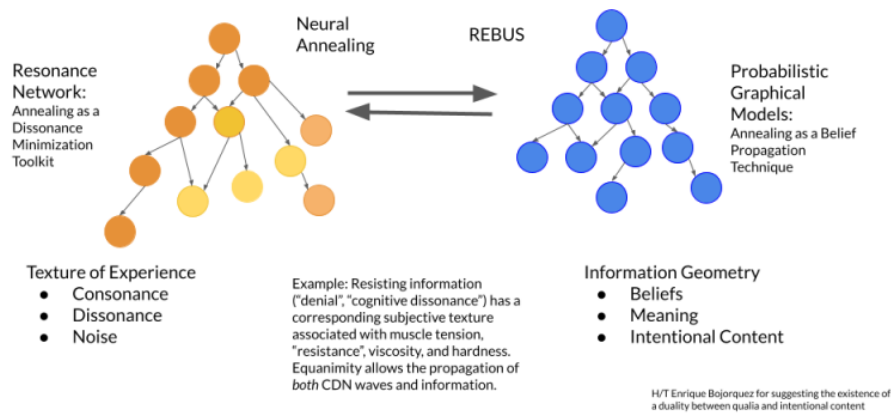 Neural
Annealing
REBUS
Resonance
Network:
Annealing as a
Dissonance
Minimization
Toolkit
Probabilistic
Graphical
Models:
Annealing as a Belief
Propagation
Technique
Texture of Experience
● Consonance
● Dissonance
● Noise
Example: Resisting information
("denial", "cognitive dissonance") has a
corresponding subjective texture
associated with muscle tension,
"resistance", viscosity, and hardness.
Equanimity allows the propagation of
both CDN waves and information.
Information Geometry
● Beliefs
● Meaning
● Intentional Content
H/T Enrique Bojorquez for suggesting the existence of
a duality between qualia and intentional content